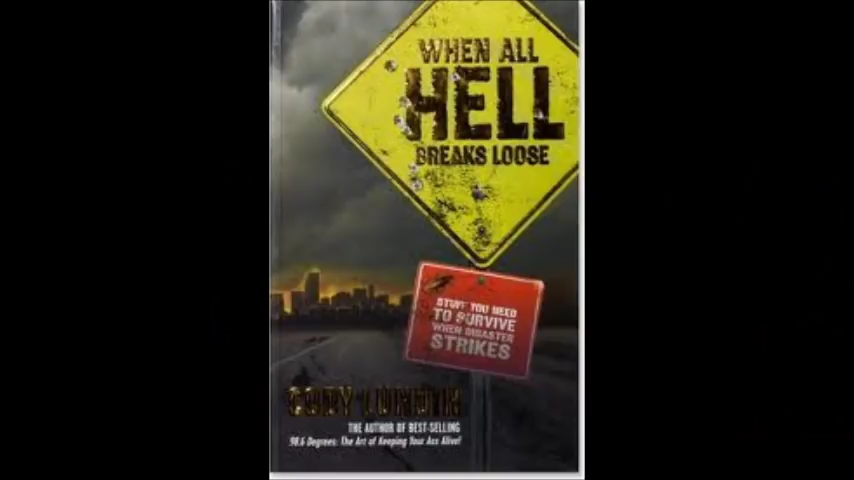 WHEN ALL
HELL
BREAKS LOOSE
STUFF YOU NEED
TO SURVIVE
WHEN DISASTER
STRIKES
CODY LUNDIN
THE AUTHOR OF BEST-SELLING
98.6 Degrees: The Art of Keeping Your Ass Alive!